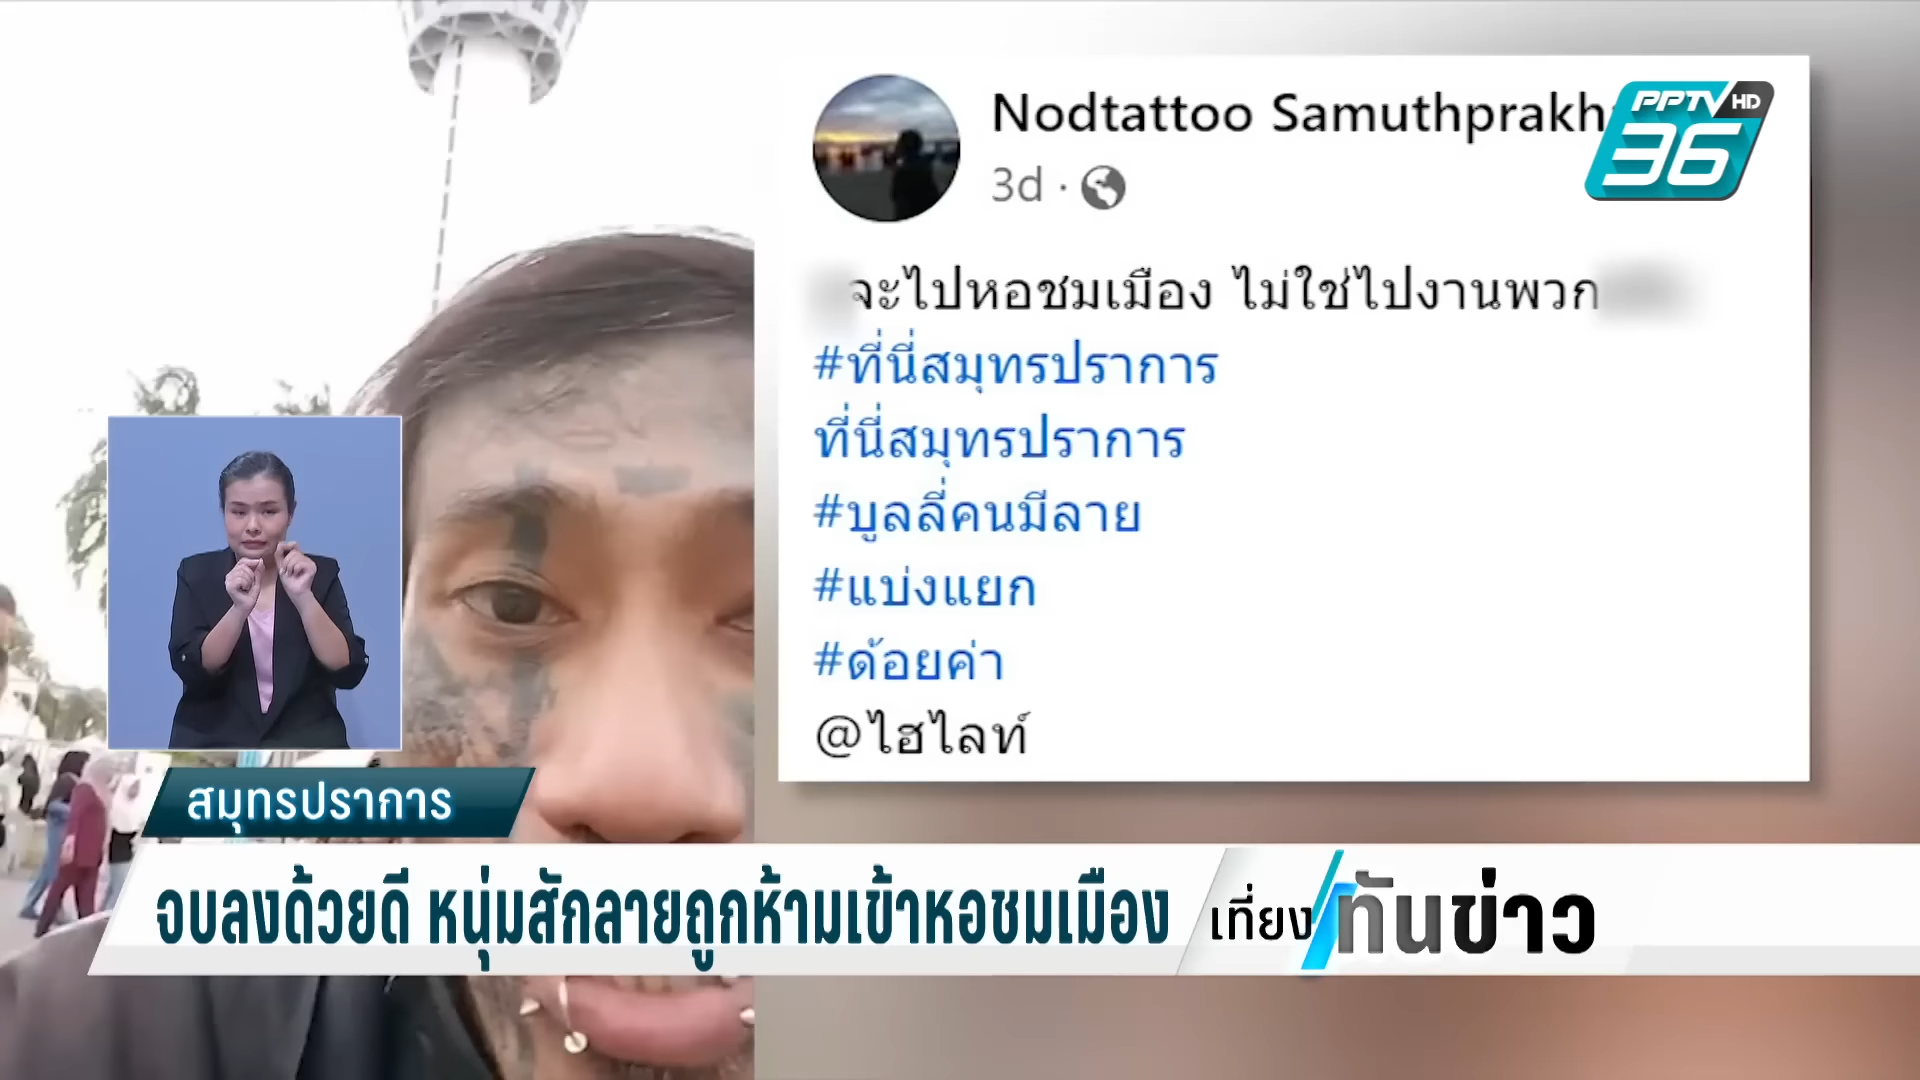 Nodtattoo Samuthprakh
PPTV HD
36
3d ·
จะไปหอชมเมือง ไม่ใช่ไปงานพวก
#ที่นี่สมุทรปราการ
ที่นี่สมุทรปราการ
#บูลลี่คนมีลาย
#แบ่งแยก
#ด้อยค่า
@ไฮไลท์
สมุทรปราการ
จบลงด้วยดี หนุ่มสักลายถูกห้ามเข้าหอชมเมือง
เที่ยงทันข่าว